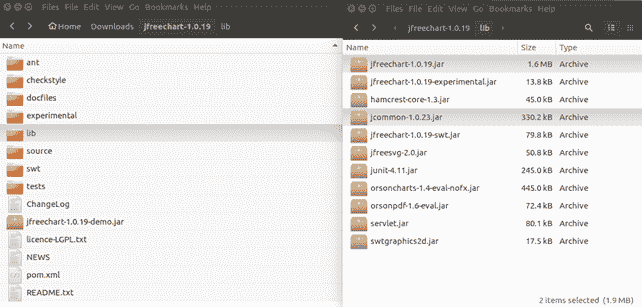 Files Edit View Go Bookmarks Help
Home Downloads jfreechart-1.0.19 lib
Name
ant
checkstyle
docfiles
experimental
lib
source
swt
tests
ChangeLog
jfreechart-1.0.19-demo.jar
licence-LGPL.txt
NEWS
pom.xml
README.txt
Files Edit View Go Bookmarks Help
jfreechart-1.0.19 lib
Name Size Type
jfreechart-1.0.19.jar 1.6 MB Archive
jfreechart-1.0.19-experimental.jar 13.8 kB Archive
hamcrest-core-1.3.jar 45.0 kB Archive
jcommon-1.0.23.jar 330.2 kB Archive
jfreechart-1.0.19-swt.jar 79.8 kB Archive
jfreesvg-2.0.jar 50.8 kB Archive
junit-4.11.jar 245.0 kB Archive
orsoncharts-1.4-eval-nofx.jar 445.0 kB Archive
orsonpdf-1.6-eval.jar 72.4 kB Archive
servlet.jar 80.1 kB Archive
swtgraphics2d.jar 17.5 kB Archive
2 items selected (1.9 MB)